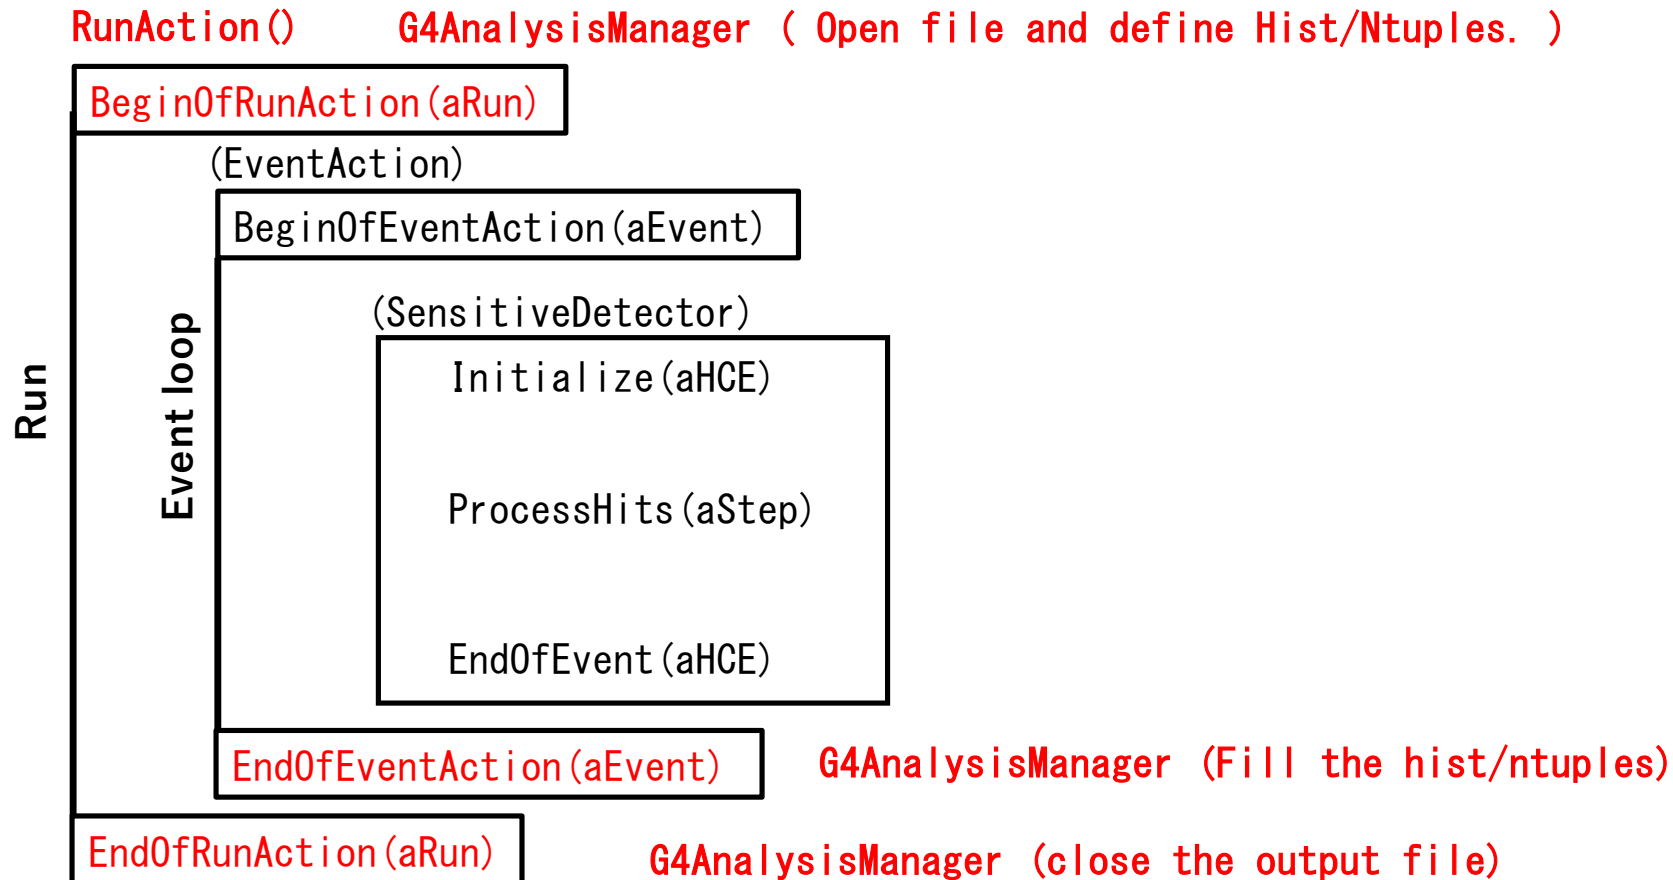 RunAction() G4AnalysisManager ( Open file and define Hist/Ntuples. )
BeginOfRunAction(aRun)
(EventAction)
BeginOfEventAction(aEvent)
(SensitiveDetector)
Initialize(aHCE)
Run
Event loop
ProcessHits(aStep)
EndOfEvent(aHCE)
EndOfEventAction(aEvent) G4AnalysisManager (Fill the hist/ntuples)
EndOfRunAction(aRun) G4AnalysisManager (close the output file)